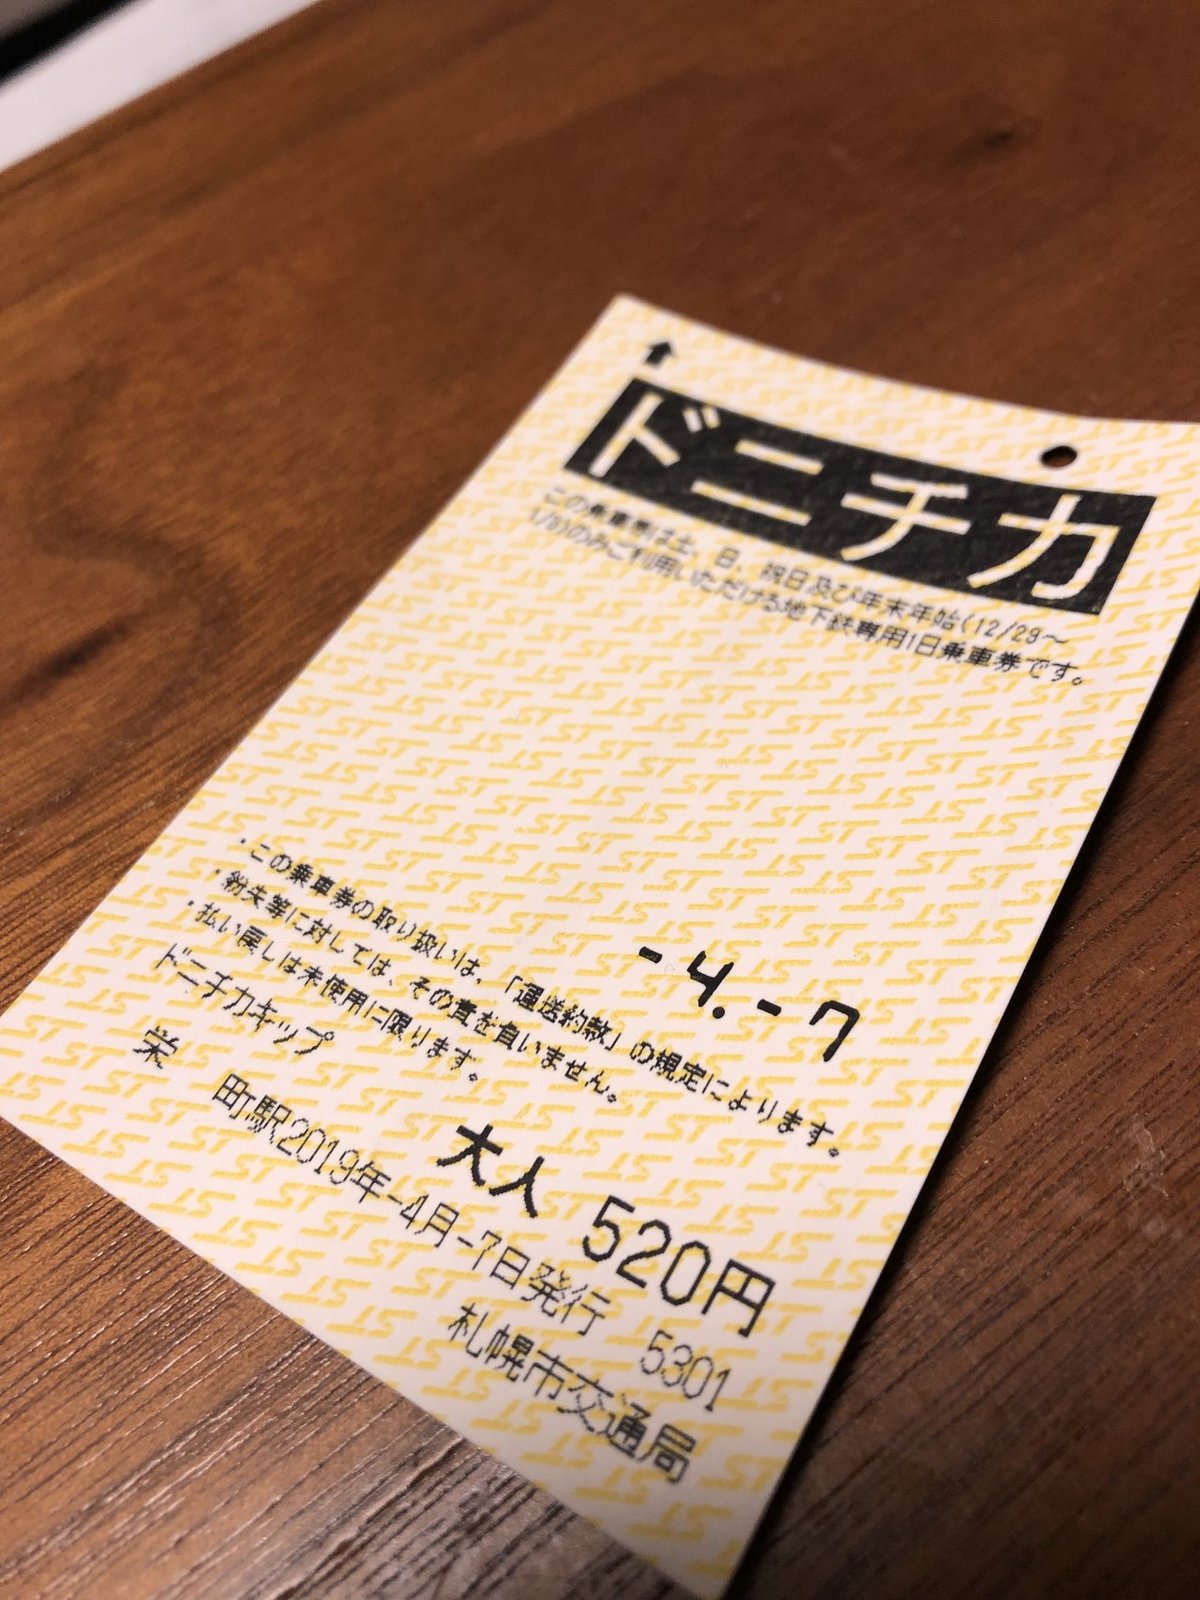 ↑
ドニチカ
この乗車券は土、日、祝日及び年末年始(12/29～
1/3)のみご利用いただける地下鉄専用1日乗車券です。
-4.-7
・この乗車券の取り扱いは、「運送約款」の規定によります。
・紛失等に対しては、その責を負いません。
・払い戻しは未使用に限ります。
ドニチカキップ
大人 520円
栄 町駅2019年-4月-7日発行 5301
札幌市交通局